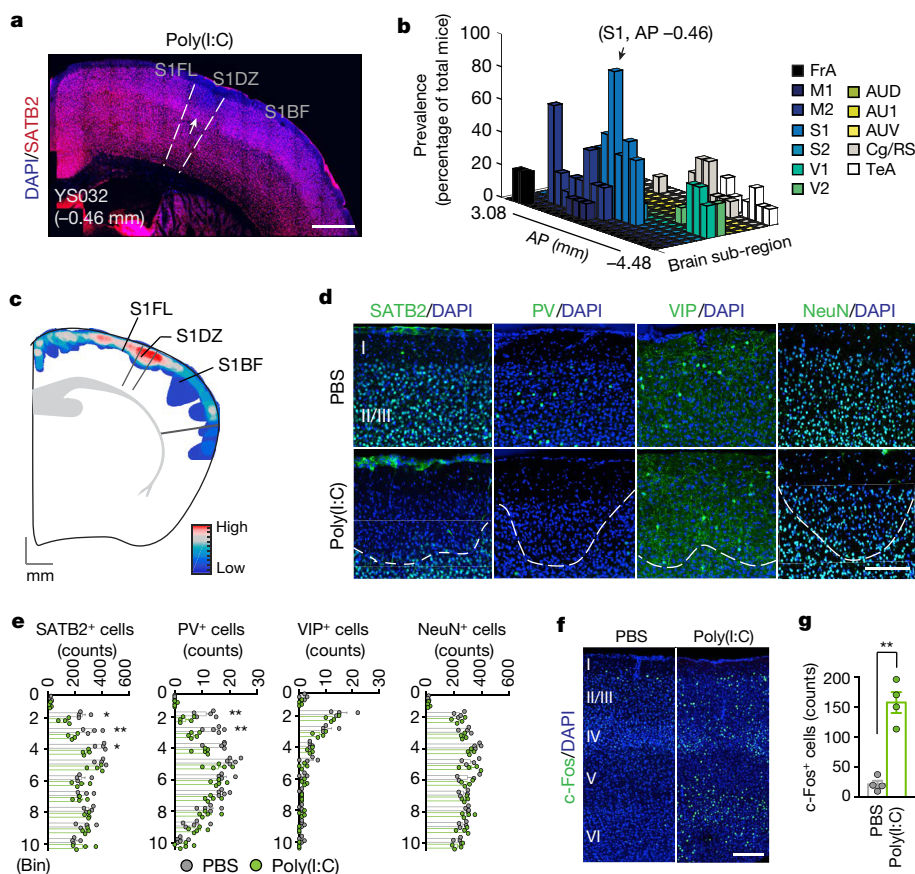 a
Poly(I:C)
S1FL
S1DZ
S1BF
DAPI/SATB2
YS032
(–0.46 mm)
b
(S1, AP –0.46)
Prevalence
(percentage of total mice)
100
80
60
40
20
0
3.08
AP (mm)
–4.48
Brain sub-region
FrA
M1
M2
S1
S2
V1
V2
AUD
AU1
AUV
Cg/RS
TeA
c
S1FL
S1DZ
S1BF
High
Low
mm
d
SATB2/DAPI
PV/DAPI
VIP/DAPI
NeuN/DAPI
PBS
I
II/III
Poly(I:C)
e
SATB2+ cells
(counts)
0
200
400
600
PV+ cells
(counts)
0
10
20
30
VIP+ cells
(counts)
0
10
20
30
NeuN+ cells
(counts)
0
200
400
600
0
2
4
6
8
10
(Bin)
*
**
*
**
**
PBS
Poly(I:C)
f
PBS
Poly(I:C)
c-Fos/DAPI
I
II/III
IV
V
VI
g
**
c-Fos+ cells (counts)
200
150
100
50
0
PBS
Poly(I:C)